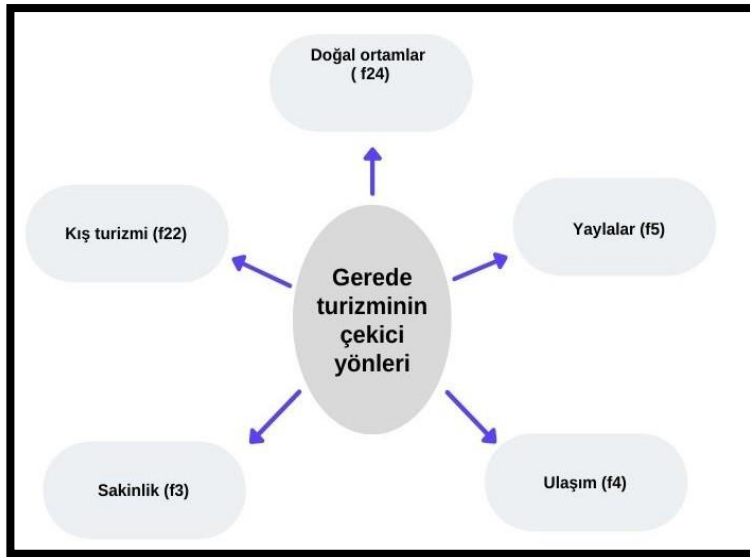 Doğal ortamlar
( f24)
Kış turizmi (f22)
Yaylalar (f5)
Gerede
turizminin
çekici
yönleri
Sakinlik (f3)
Ulaşım (f4)